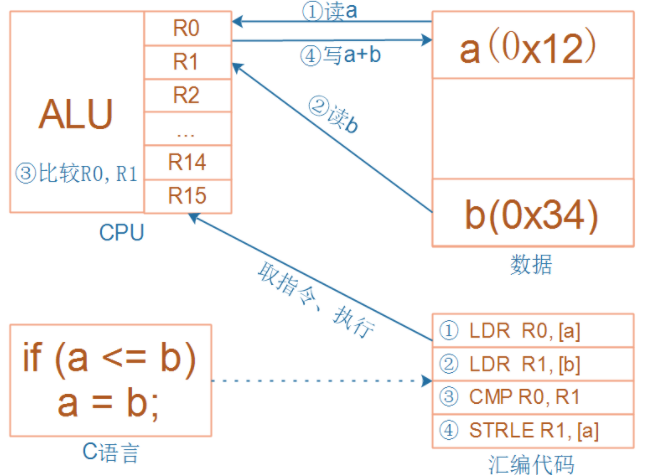 ①读a
④写a+b
②读b
ALU
③比较R0,R1
R0
R1
R2
...
R14
R15
CPU
a(0x12)
b(0x34)
数据
取指令、执行
if (a <= b)
a = b;
C语言
① LDR R0, [a]
② LDR R1, [b]
③ CMP R0, R1
④ STRLE R1, [a]
汇编代码